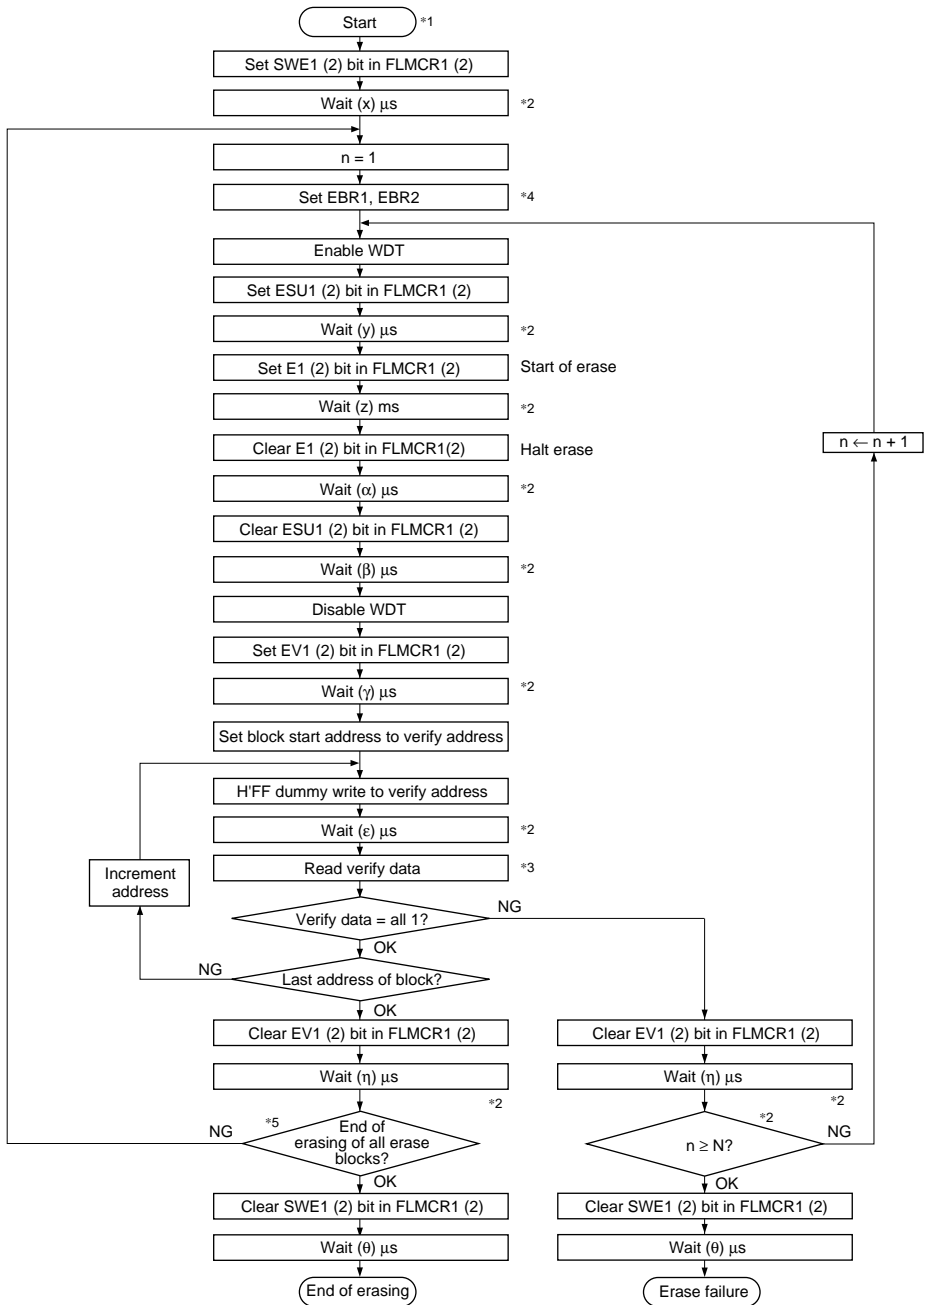 Start *1
Set SWE1 (2) bit in FLMCR1 (2)
Wait (x) µs *2
n = 1
Set EBR1, EBR2 *4
Enable WDT
Set ESU1 (2) bit in FLMCR1 (2)
Wait (y) µs *2
Set E1 (2) bit in FLMCR1 (2) Start of erase
Wait (z) ms *2
n ← n + 1
Clear E1 (2) bit in FLMCR1(2) Halt erase
Wait (α) µs *2
Clear ESU1 (2) bit in FLMCR1 (2)
Wait (β) µs *2
Disable WDT
Set EV1 (2) bit in FLMCR1 (2)
Wait (γ) µs *2
Set block start address to verify address
H'FF dummy write to verify address
Wait (ε) µs *2
Read verify data *3
Increment
address
Verify data = all 1? NG
OK
NG Last address of block?
OK
Clear EV1 (2) bit in FLMCR1 (2) Clear EV1 (2) bit in FLMCR1 (2)
Wait (η) µs Wait (η) µs
*2 *2
NG *5 End of
erasing of all erase
blocks?
*2 n ≥ N? NG
OK OK
Clear SWE1 (2) bit in FLMCR1 (2) Clear SWE1 (2) bit in FLMCR1 (2)
Wait (θ) µs Wait (θ) µs
End of erasing Erase failure